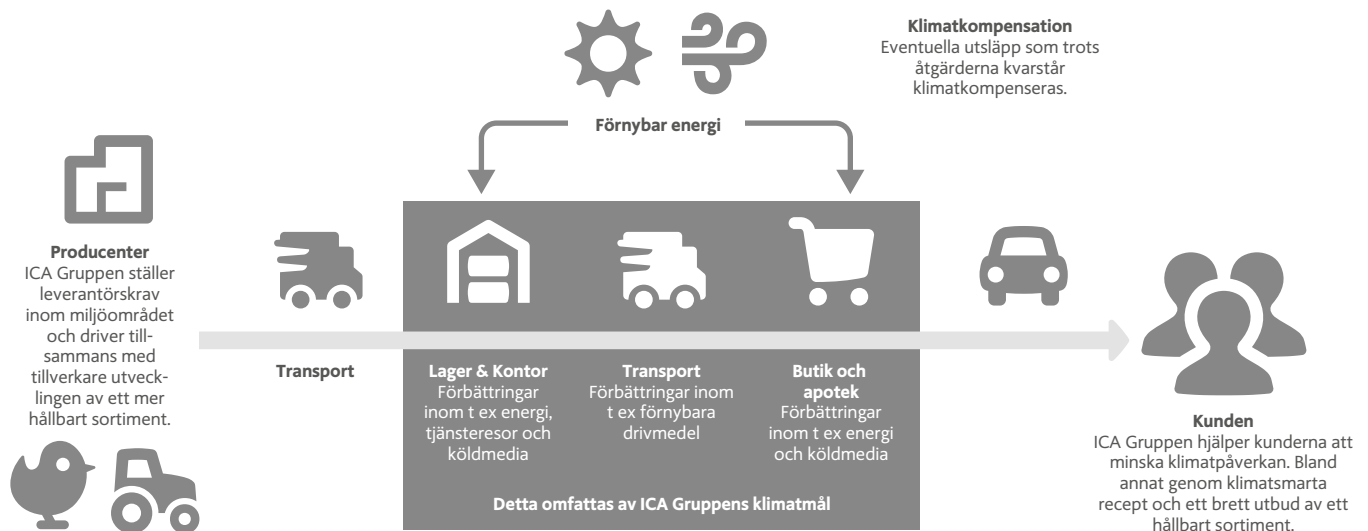 Klimatkompensation
Eventuella utsläpp som trots
åtgärderna kvarstår
klimatkompenseras.
Förnybar energi
Producenter
ICA Gruppen ställer
leverantörskrav
inom miljöområdet
och driver till-
sammans med
tillverkare utveck-
lingen av ett mer
hållbart sortiment.
Transport
Lager & Kontor
Förbättringar
inom t ex energi,
tjänsteresor och
köldmedia
Transport
Förbättringar inom
t ex förnybara
drivmedel
Butik och
apotek
Förbättringar
inom t ex energi
och köldmedia
Detta omfattas av ICA Gruppens klimatmål
Kunden
ICA Gruppen hjälper kunderna att
minska klimatpåverkan. Bland
annat genom klimatsmarta
recept och ett brett utbud av ett
hållbart sortiment.